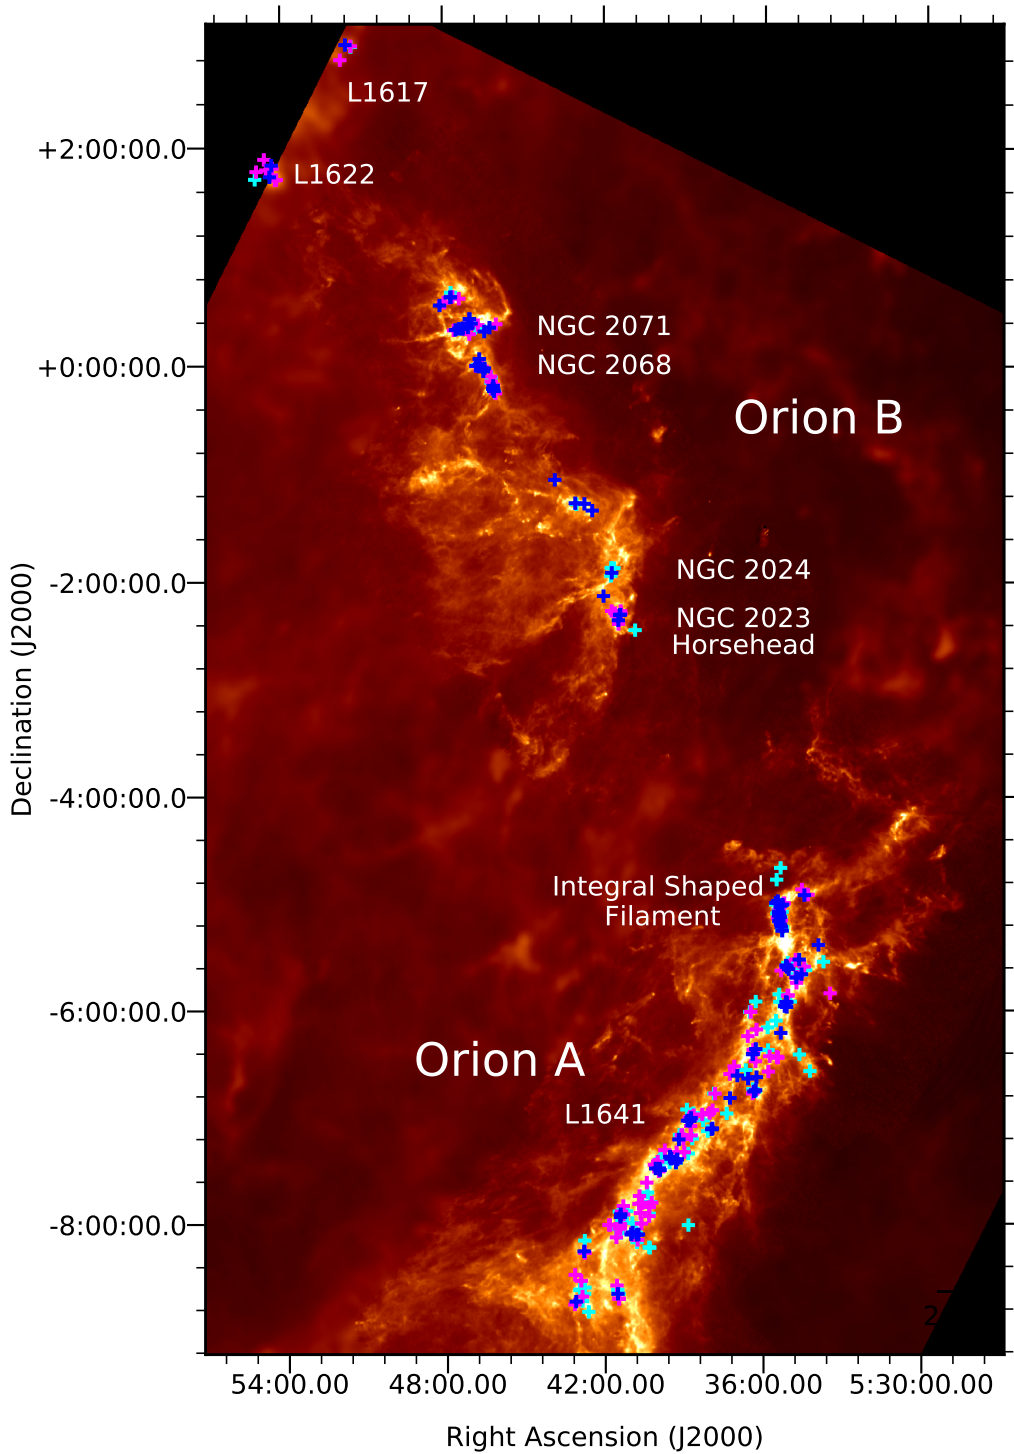 L1617
+2:00:00.0
L1622
NGC 2071
+0:00:00.0
NGC 2068
Orion B
NGC 2024
-2:00:00.0
NGC 2023
Horsehead
Declination (J2000)
-4:00:00.0
Integral Shaped
Filament
-6:00:00.0
Orion A
L1641
-8:00:00.0
2
54:00.00 48:00.00 42:00.00 36:00.00 5:30:00.00
Right Ascension (J2000)